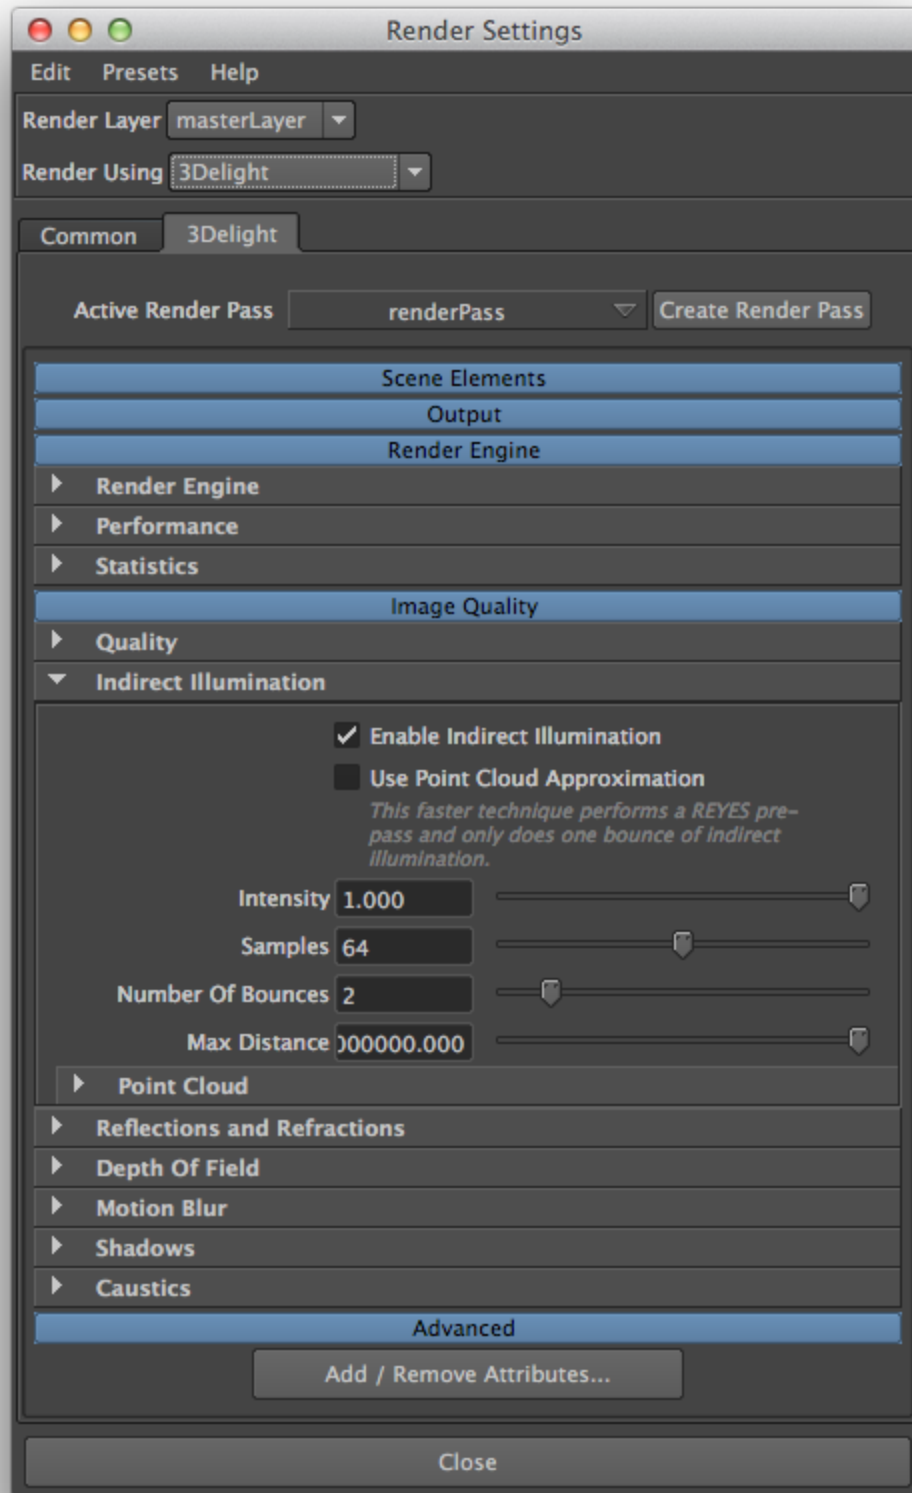 Render Settings
Edit Presets Help
Render Layer masterLayer
Render Using 3Delight
Common 3Delight
Active Render Pass renderPass Create Render Pass
Scene Elements
Output
Render Engine
Render Engine
Performance
Statistics
Image Quality
Quality
Indirect Illumination
Enable Indirect Illumination
Use Point Cloud Approximation
This faster technique performs a REYES pre-
pass and only does one bounce of indirect
illumination.
Intensity 1.000
Samples 64
Number Of Bounces 2
Max Distance 000000.000
Point Cloud
Reflections and Refractions
Depth Of Field
Motion Blur
Shadows
Caustics
Advanced
Add / Remove Attributes...
Close